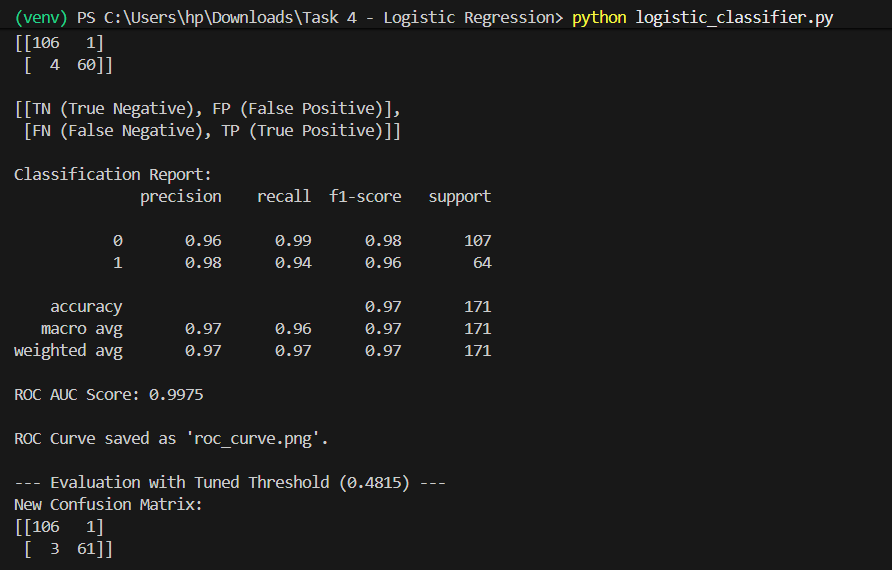 (venv) PS C:\Users\hp\Downloads\Task 4 - Logistic Regression> python logistic_classifier.py
[[106   1]
 [  4  60]]
[[TN (True Negative), FP (False Positive)],
 [FN (False Negative), TP (True Positive)]]
Classification Report:
              precision    recall  f1-score   support
           0       0.96      0.99      0.98       107
           1       0.98      0.94      0.96        64
    accuracy                           0.97       171
   macro avg       0.97      0.96      0.97       171
weighted avg       0.97      0.97      0.97       171
ROC AUC Score: 0.9975
ROC Curve saved as 'roc_curve.png'.
--- Evaluation with Tuned Threshold (0.4815) ---
New Confusion Matrix:
[[106   1]
 [  3  61]]